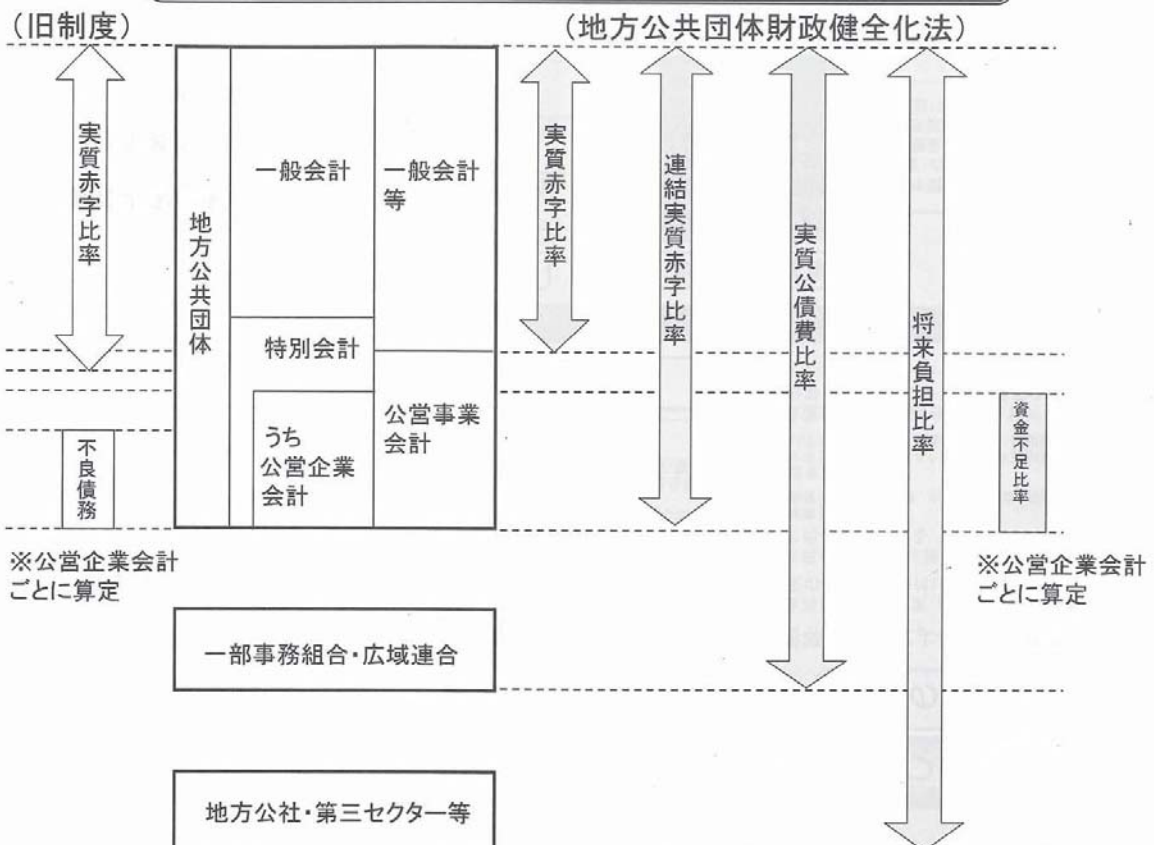 (旧制度)
(地方公共団体財政健全化法)
実質赤字比率
地方公共団体
一般会計
一般会計
等
特別会計
うち
公営企業
会計
公営事業
会計
不良債務
※公営企業会計
ごとに算定
実質赤字比率
連結実質赤字比率
実質公債費比率
将来負担比率
資金不足比率
※公営企業会計
ごとに算定
一部事務組合・広域連合
地方公社・第三セクター等